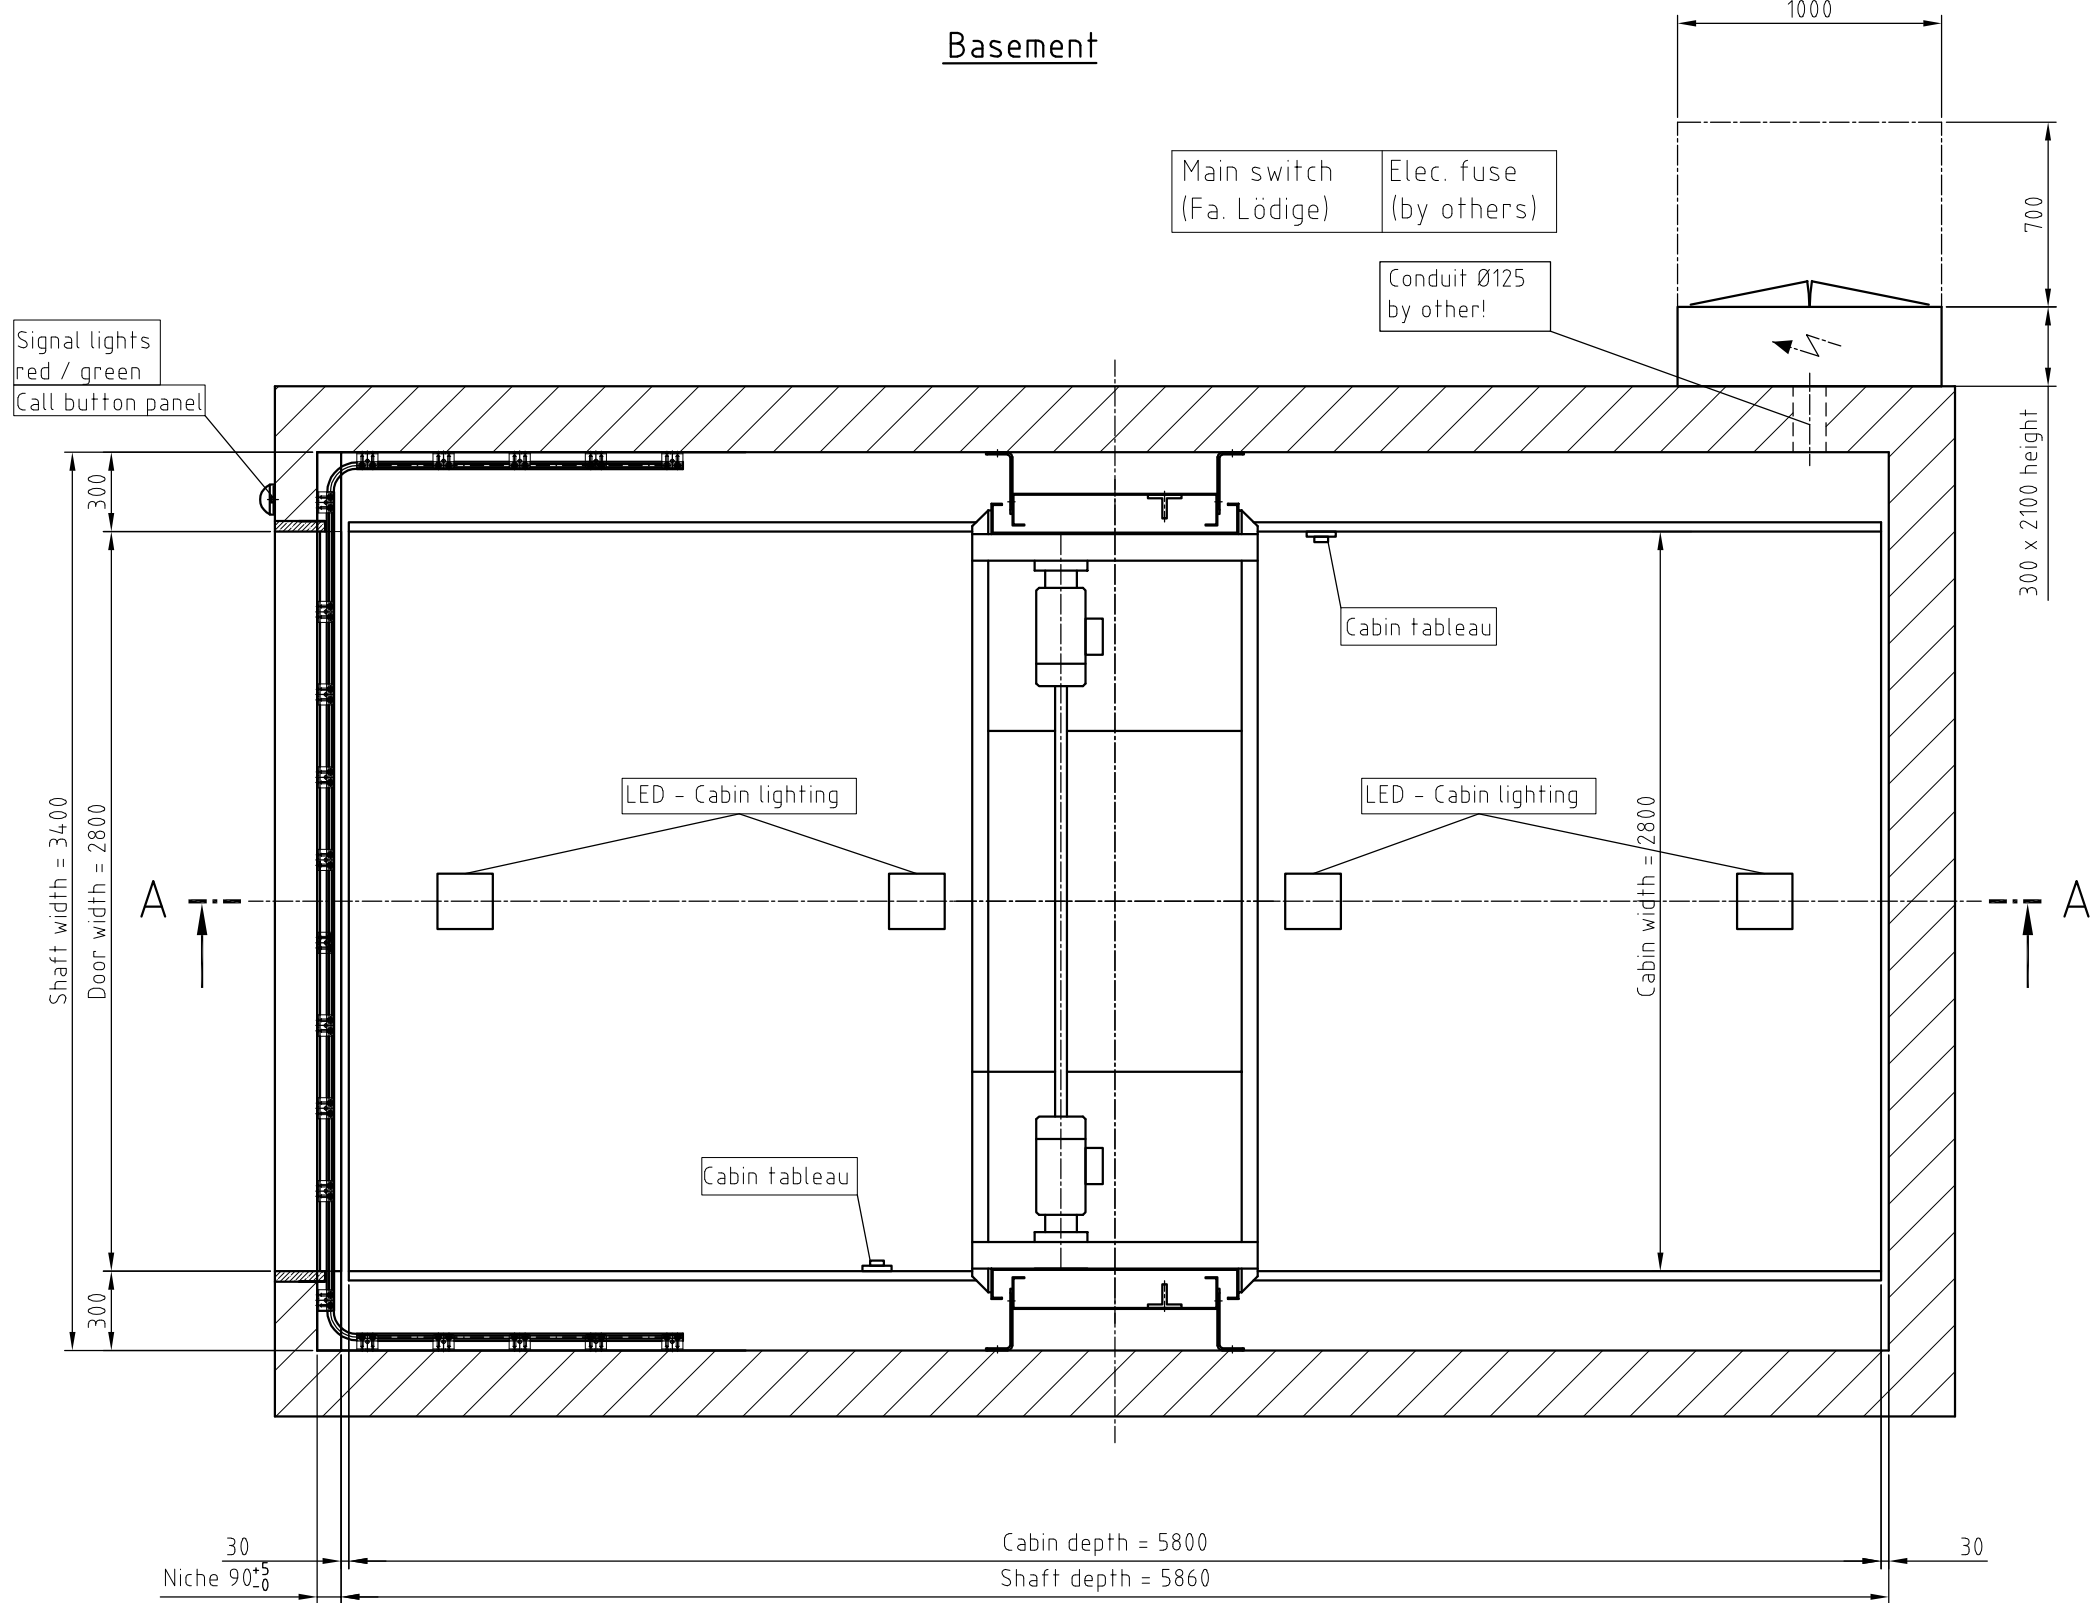 1000
Basement
Main switch
(Fa. Lödige)
Elec. fuse
(by others)
700
Conduit Ø125
by other!
Signal lights
red / green
Call button panel
300 x 2100 height
300
Cabin tableau
LED - Cabin lighting
LED - Cabin lighting
Shaft width = 3400
Door width = 2800
Cabin width = 2800
A
A
Cabin tableau
300
30
Cabin depth = 5800
30
Niche 90 +5 -0
Shaft depth = 5860